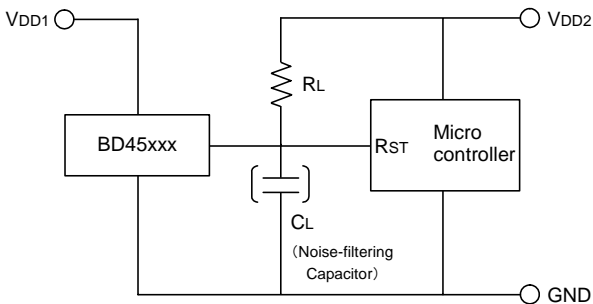 VDD1
VDD2
RL
BD45xxx
RST
Micro
controller
CL
（Noise-filtering
Capacitor）
GND